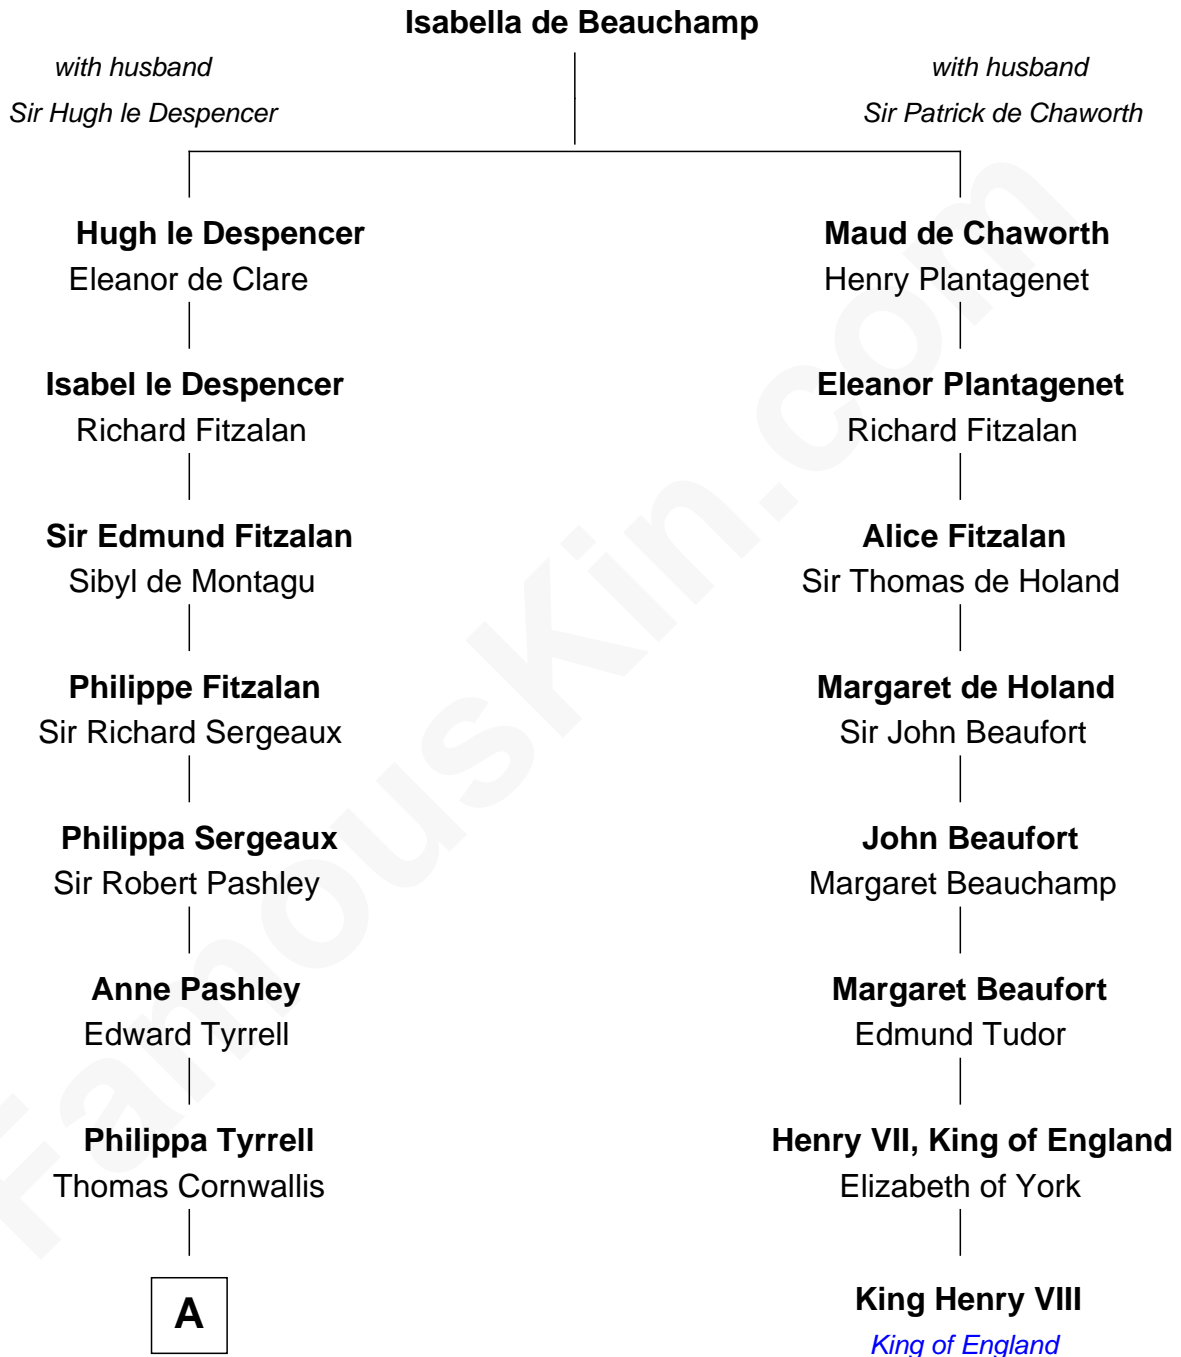 Isabella de Beauchamp
with husband
Sir Hugh le Despencer
with husband
Sir Patrick de Chaworth
Hugh le Despencer
Eleanor de Clare
Maud de Chaworth
Henry Plantagenet
Isabel le Despencer
Richard Fitzalan
Eleanor Plantagenet
Richard Fitzalan
Sir Edmund Fitzalan
Sibyl de Montagu
Alice Fitzalan
Sir Thomas de Holand
Philippe Fitzalan
Sir Richard Sergeaux
Margaret de Holand
Sir John Beaufort
Philippa Sergeaux
Sir Robert Pashley
John Beaufort
Margaret Beauchamp
Anne Pashley
Edward Tyrrell
Margaret Beaufort
Edmund Tudor
Philippa Tyrrell
Thomas Cornwallis
Henry VII, King of England
Elizabeth of York
A
King Henry VIII
King of England
FamousKin.com